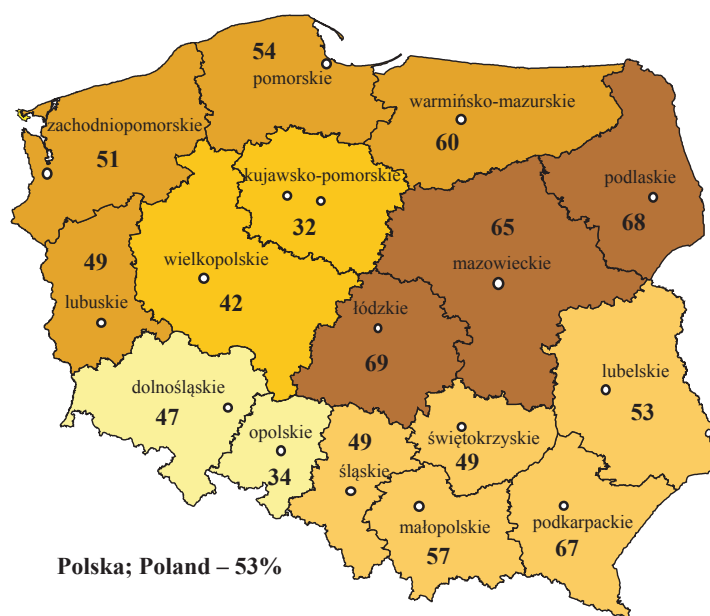 54
pomorskie
warmińsko-mazurskie
60
zachodniopomorskie
51
kujawsko-pomorskie
32
podlaskie
68
65
mazowieckie
49
lubuskie
wielkopolskie
42
łódzkie
69
dolnośląskie
47
opolskie
34
lubelskie
53
49
śląskie
świętokrzyskie
49
małopolskie
57
podkarpackie
67
Polska; Poland – 53%